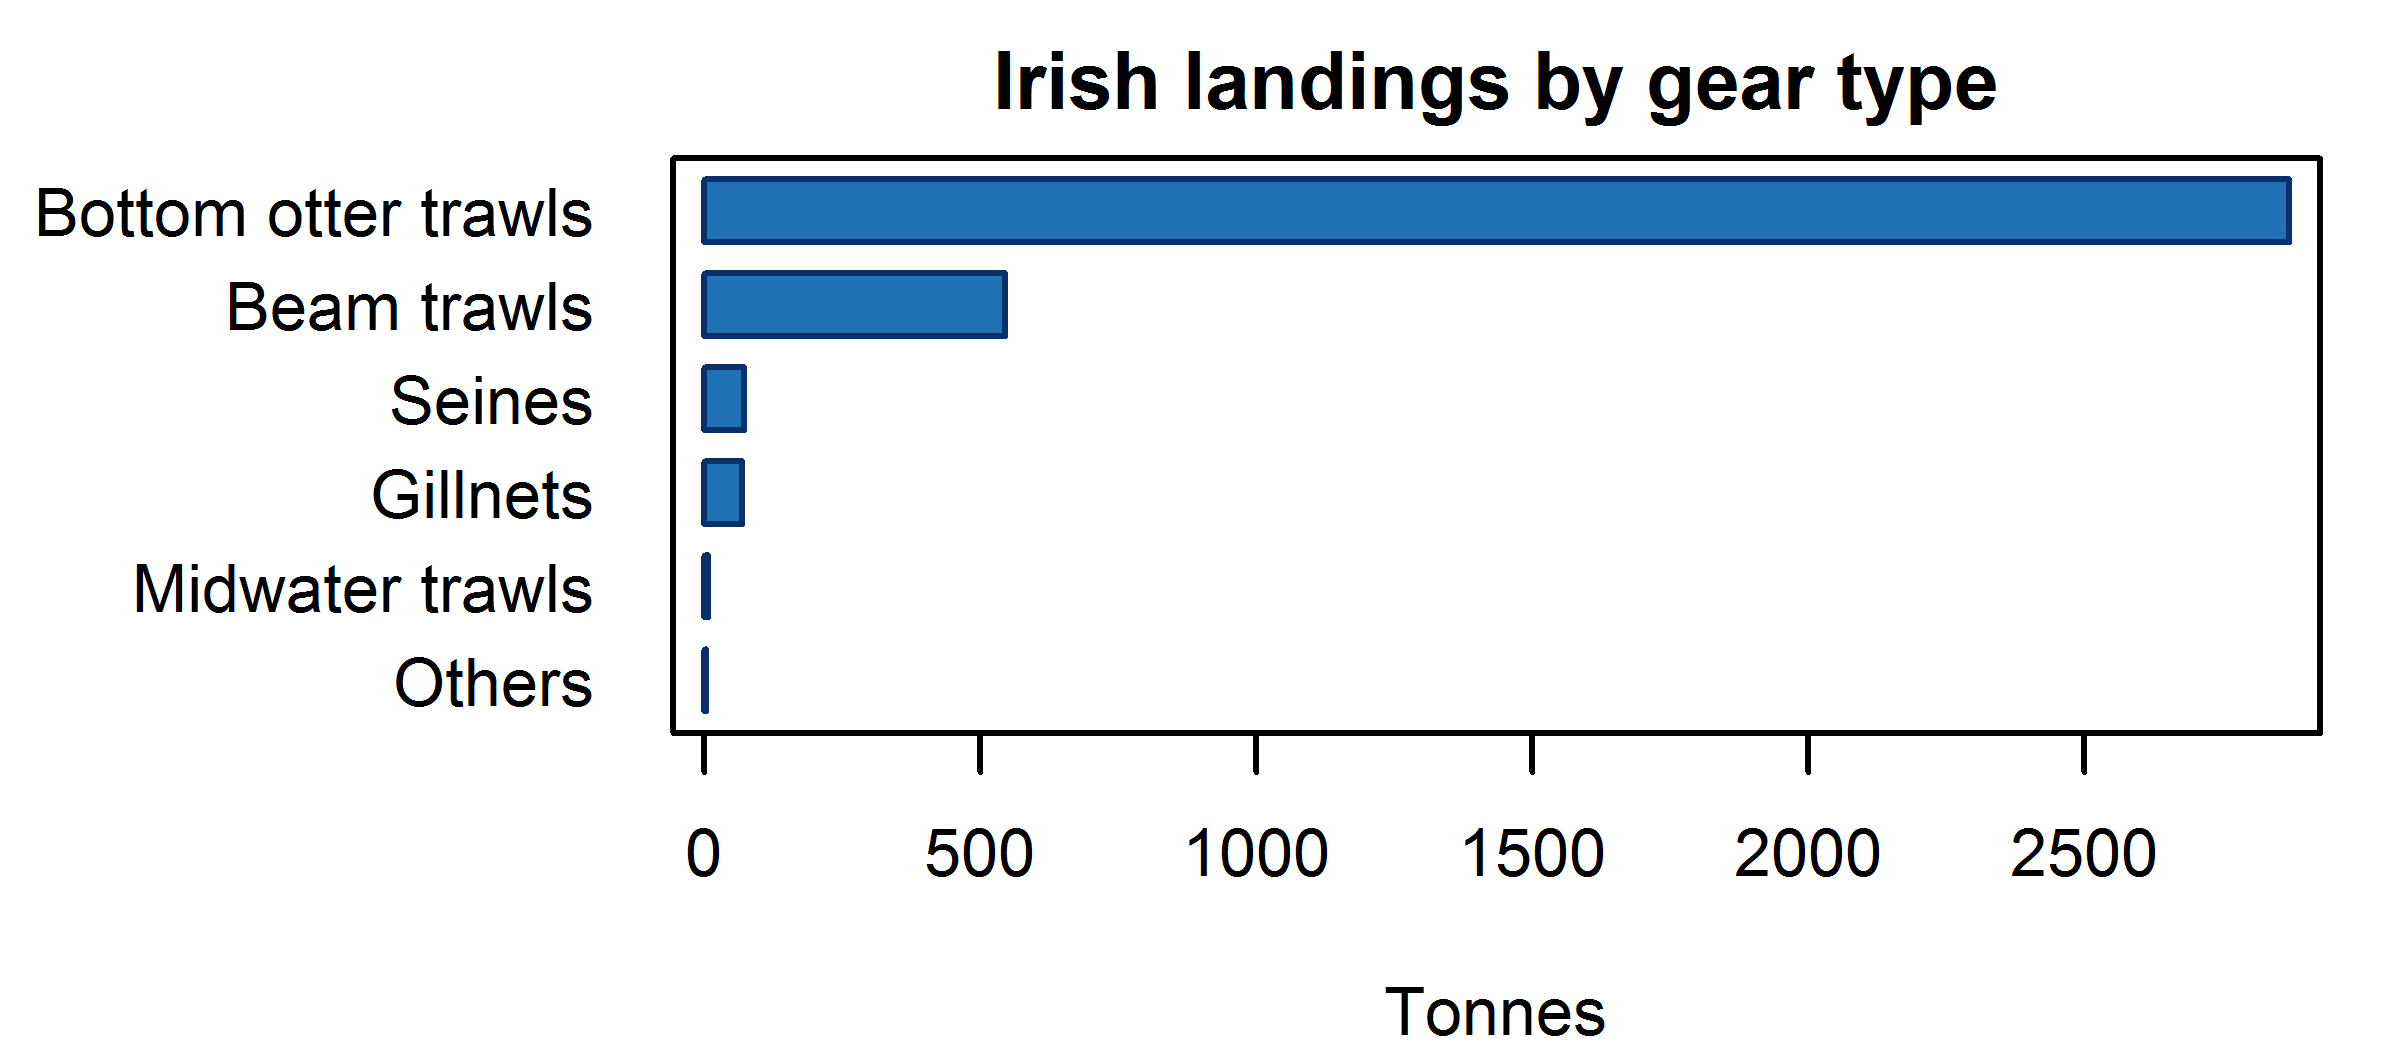 Irish landings by gear type
Bottom otter trawls
Beam trawls
Seines
Gillnets
Midwater trawls
Others
0 500 1000 1500 2000 2500
Tonnes